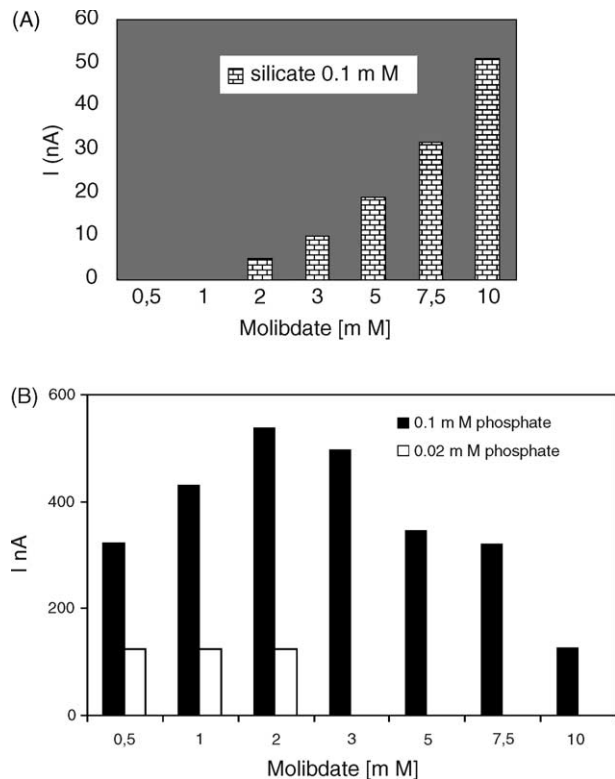 (A)
60
50
40
30
20
10
0
I (nA)
silicate 0.1 m M
0,5 1 2 3 5 7,5 10
Molibdate [m M]
(B)
600
400
200
0
I nA
0.1 mM phosphate
0.02 mM phosphate
0,5 1 2 3 5 7,5 10
Molibdate [m M]